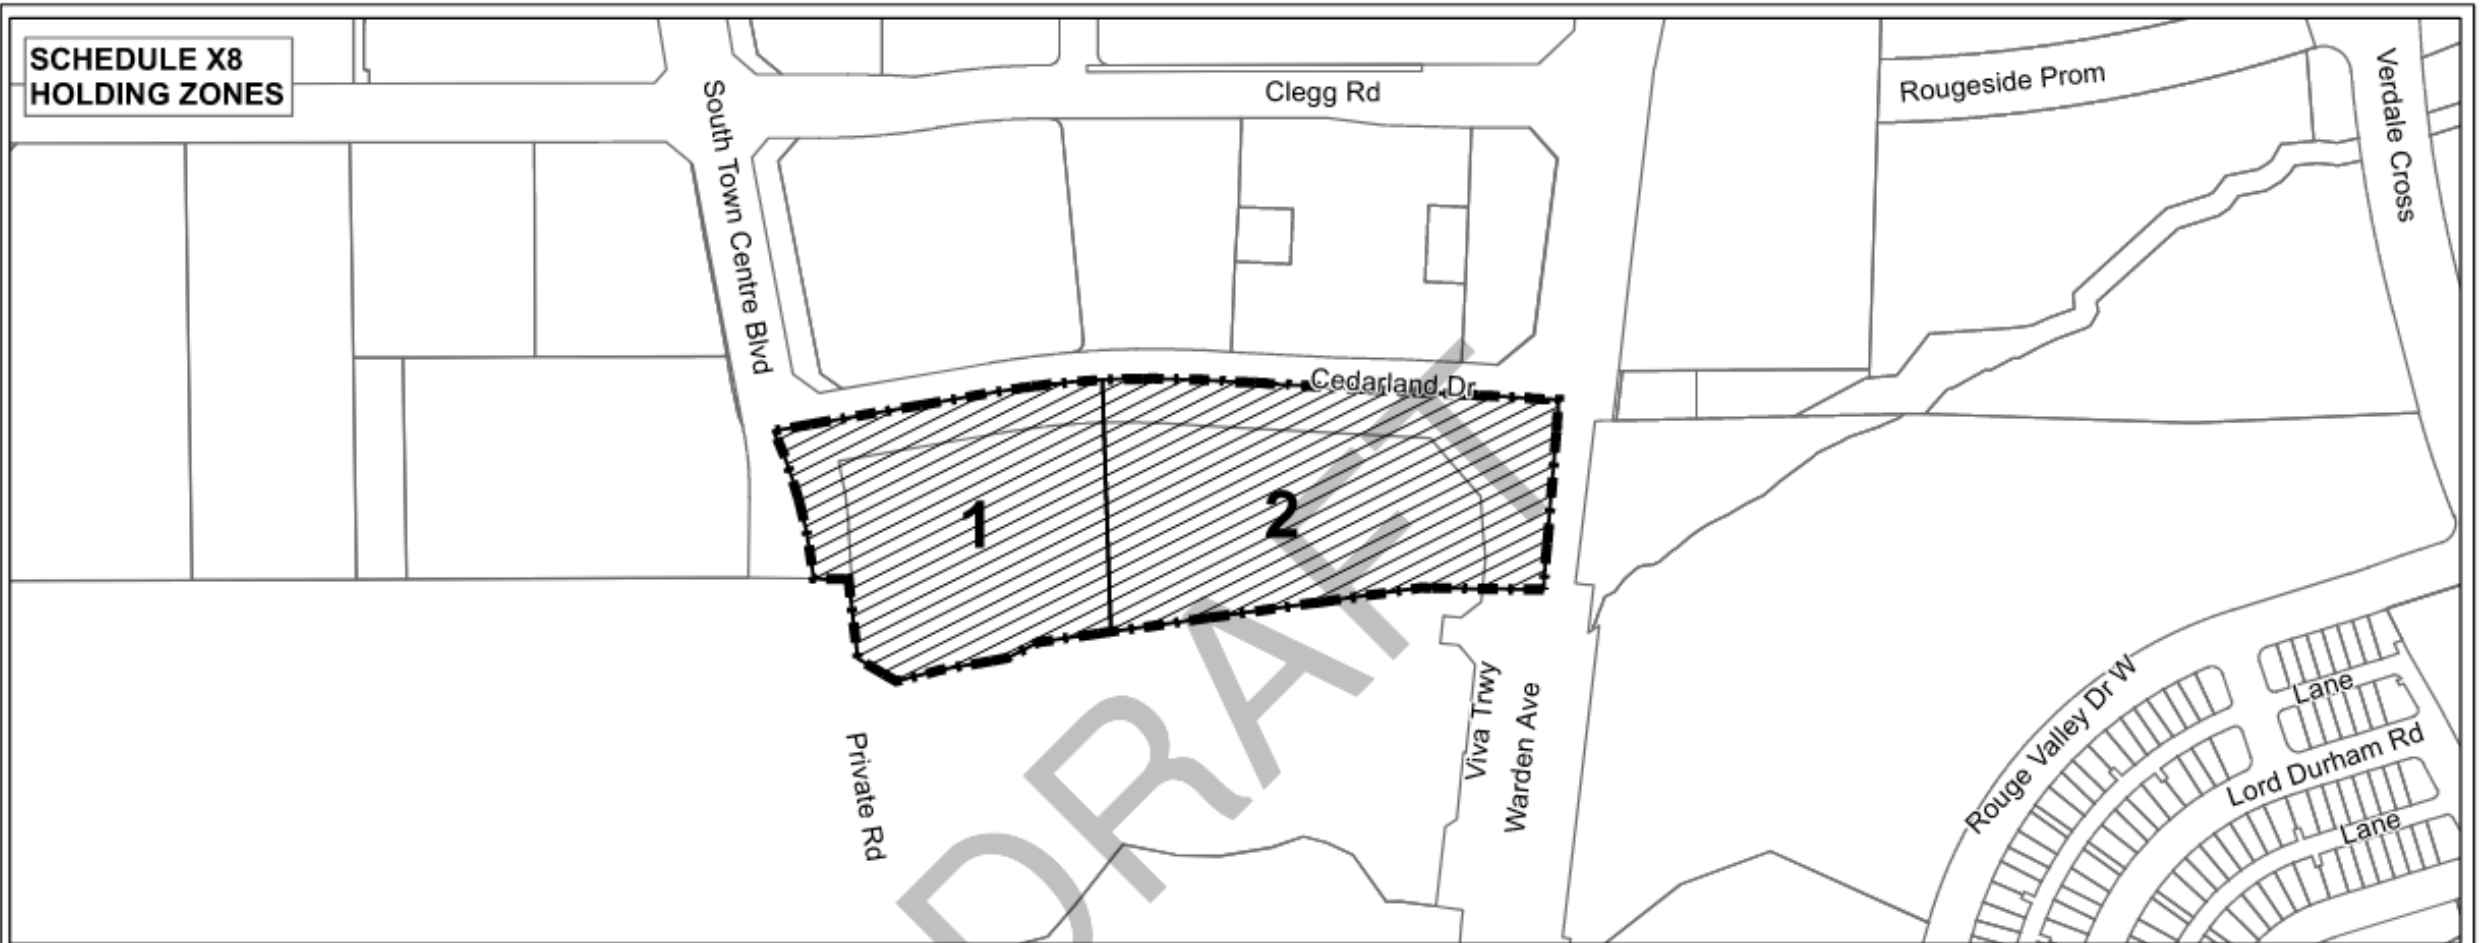 SCHEDULE X8
HOLDING ZONES
Clegg Rd
Rougeside Prom
Verdale Cross
South Town Centre Blvd
Cedarland Dr
1
2
DRAFT
Private Rd
Viva Trwy
Warden Ave
Rouge Valley Dr W
Lane
Lord Durham Rd
Lane